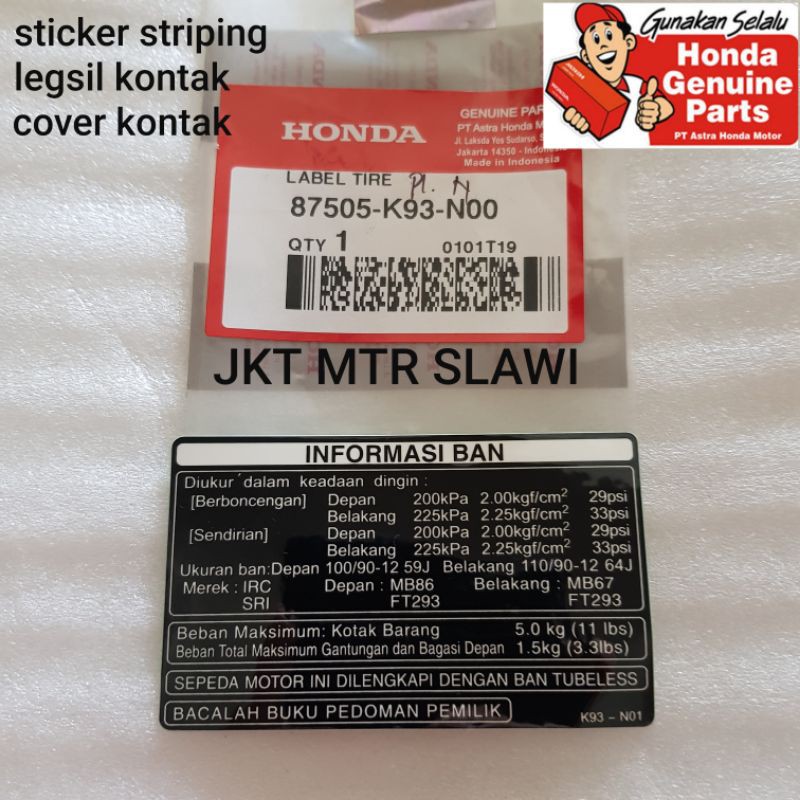 sticker striping
legsil kontak
cover kontak
Gunakan Selalu
Honda
Genuine
Parts
PT Astra Honda Motor
HONDA
GENUINE PAR
PT Astra Honda M
Jl. Laksda Yos Sudarso, S
Jakarta 14350 - Indonesia
Made in Indonesia
LABEL TIRE Pl. N
87505-K93-N00
QTY 1 0101T19
JKT MTR SLAWI
INFORMASI BAN
Diukur dalam keadaan dingin :
[Berboncengan] Depan 200kPa 2.00kgf/cm² 29psi
Belakang 225kPa 2.25kgf/cm² 33psi
[Sendirian] Depan 200kPa 2.00kgf/cm² 29psi
Belakang 225kPa 2.25kgf/cm² 33psi
Ukuran ban:Depan 100/90-12 59J Belakang 110/90-12 64J
Merek : IRC Depan : MB86 Belakang : MB67
SRI FT293 FT293
Beban Maksimum: Kotak Barang 5.0 kg (11 lbs)
Beban Total Maksimum Gantungan dan Bagasi Depan 1.5kg (3.3lbs)
SEPEDA MOTOR INI DILENGKAPI DENGAN BAN TUBELESS
BACALAH BUKU PEDOMAN PEMILIK
K93 – N01